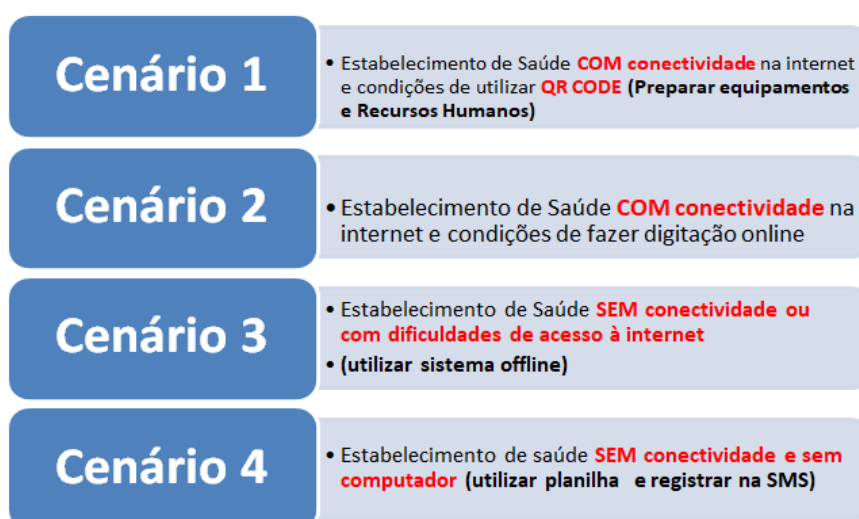 Cenário 1
• Estabelecimento de Saúde COM conectividade na internet
e condições de utilizar QR CODE (Preparar equipamentos
e Recursos Humanos)
Cenário 2
• Estabelecimento de Saúde COM conectividade na
internet e condições de fazer digitação online
Cenário 3
• Estabelecimento de Saúde SEM conectividade ou
com dificuldades de acesso à internet
• (utilizar sistema offline)
Cenário 4
• Estabelecimento de saúde SEM conectividade e sem
computador (utilizar planilha e registrar na SMS)